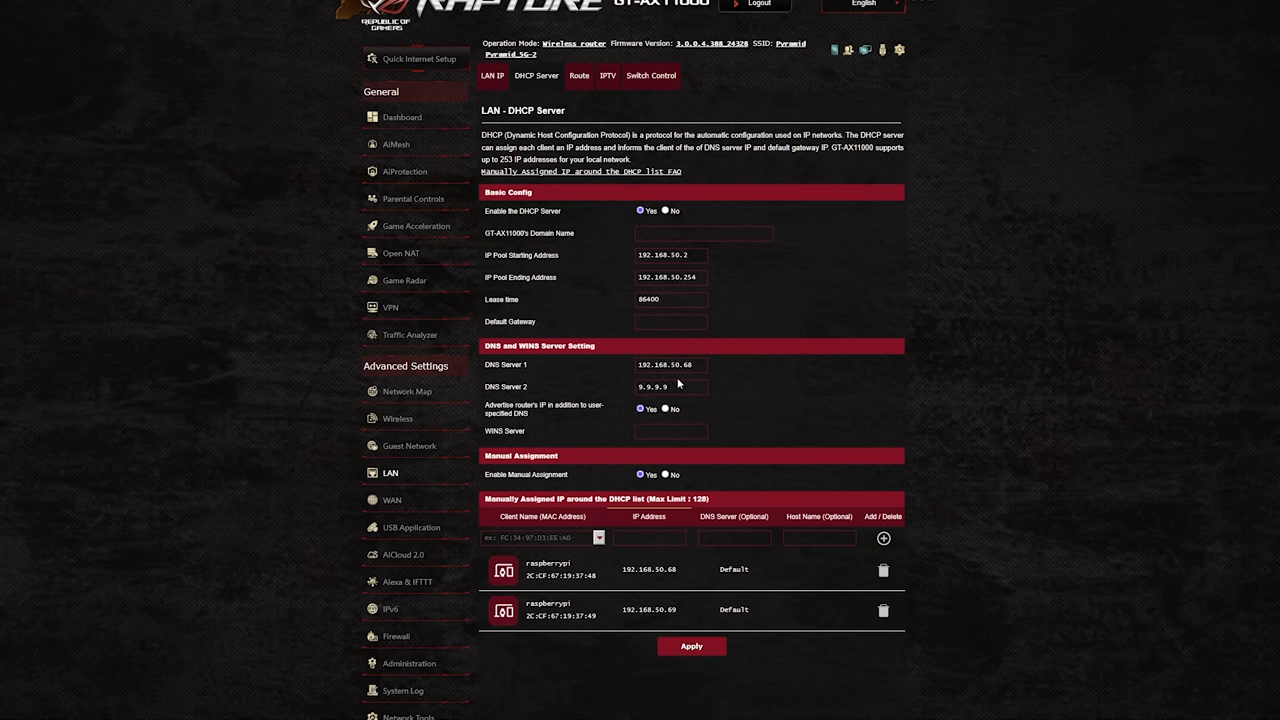 RAPTURE GT-AX11000 Logout English
REPUBLIC OF
GAMERS
Operation Mode: Wireless router Firmware Version: 3.0.0.4.388_24328 SSID: Pyramid
Pyramid_5G-2
Quick Internet Setup
LAN IP DHCP Server Route IPTV Switch Control
General
Dashboard
AiMesh
AiProtection
Parental Controls
Game Acceleration
Open NAT
Game Radar
VPN
Traffic Analyzer
Advanced Settings
Network Map
Wireless
Guest Network
LAN
WAN
USB Application
AiCloud 2.0
Alexa & IFTTT
IPv6
Firewall
Administration
System Log
Network Tools
LAN - DHCP Server
DHCP (Dynamic Host Configuration Protocol) is a protocol for the automatic configuration used on IP networks. The DHCP server
can assign each client an IP address and informs the client of the of DNS server IP and default gateway IP. GT-AX11000 supports
up to 253 IP addresses for your local network.
Manually Assigned IP around the DHCP list FAQ
Basic Config
Enable the DHCP Server Yes No
GT-AX11000's Domain Name
IP Pool Starting Address 192.168.50.2
IP Pool Ending Address 192.168.50.254
Lease time 86400
Default Gateway
DNS and WINS Server Setting
DNS Server 1 192.168.50.68
DNS Server 2 9.9.9.9
Advertise router's IP in addition to user-
specified DNS Yes No
WINS Server
Manual Assignment
Enable Manual Assignment Yes No
Manually Assigned IP around the DHCP list (Max Limit : 128)
Client Name (MAC Address) IP Address DNS Server (Optional) Host Name (Optional) Add / Delete
ex: FC:34:97:D3:EE:A0
raspberrypi
2C:CF:67:19:37:48 192.168.50.68 Default
raspberrypi
2C:CF:67:19:37:49 192.168.50.69 Default
Apply